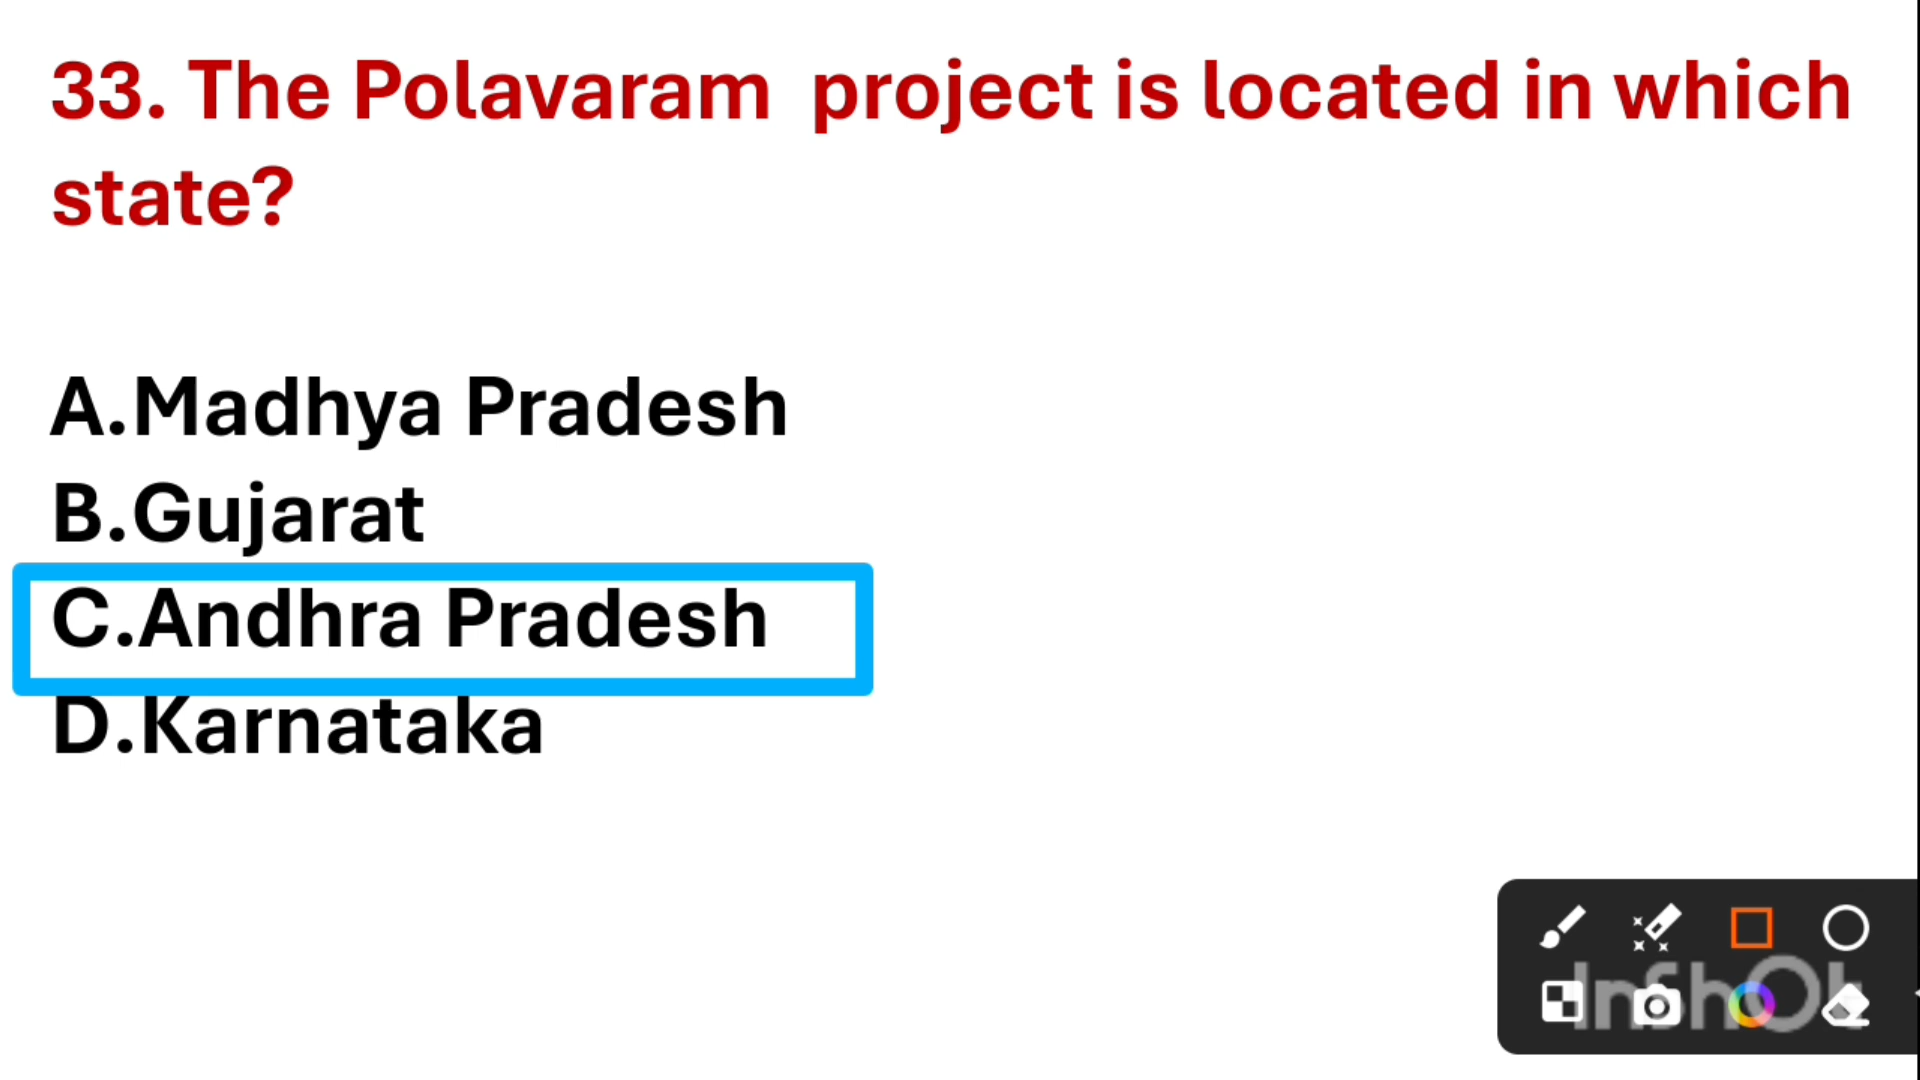 33. The Polavaram  project is located in which
state?
A.Madhya Pradesh
B.Gujarat
C.Andhra Pradesh
D.Karnataka